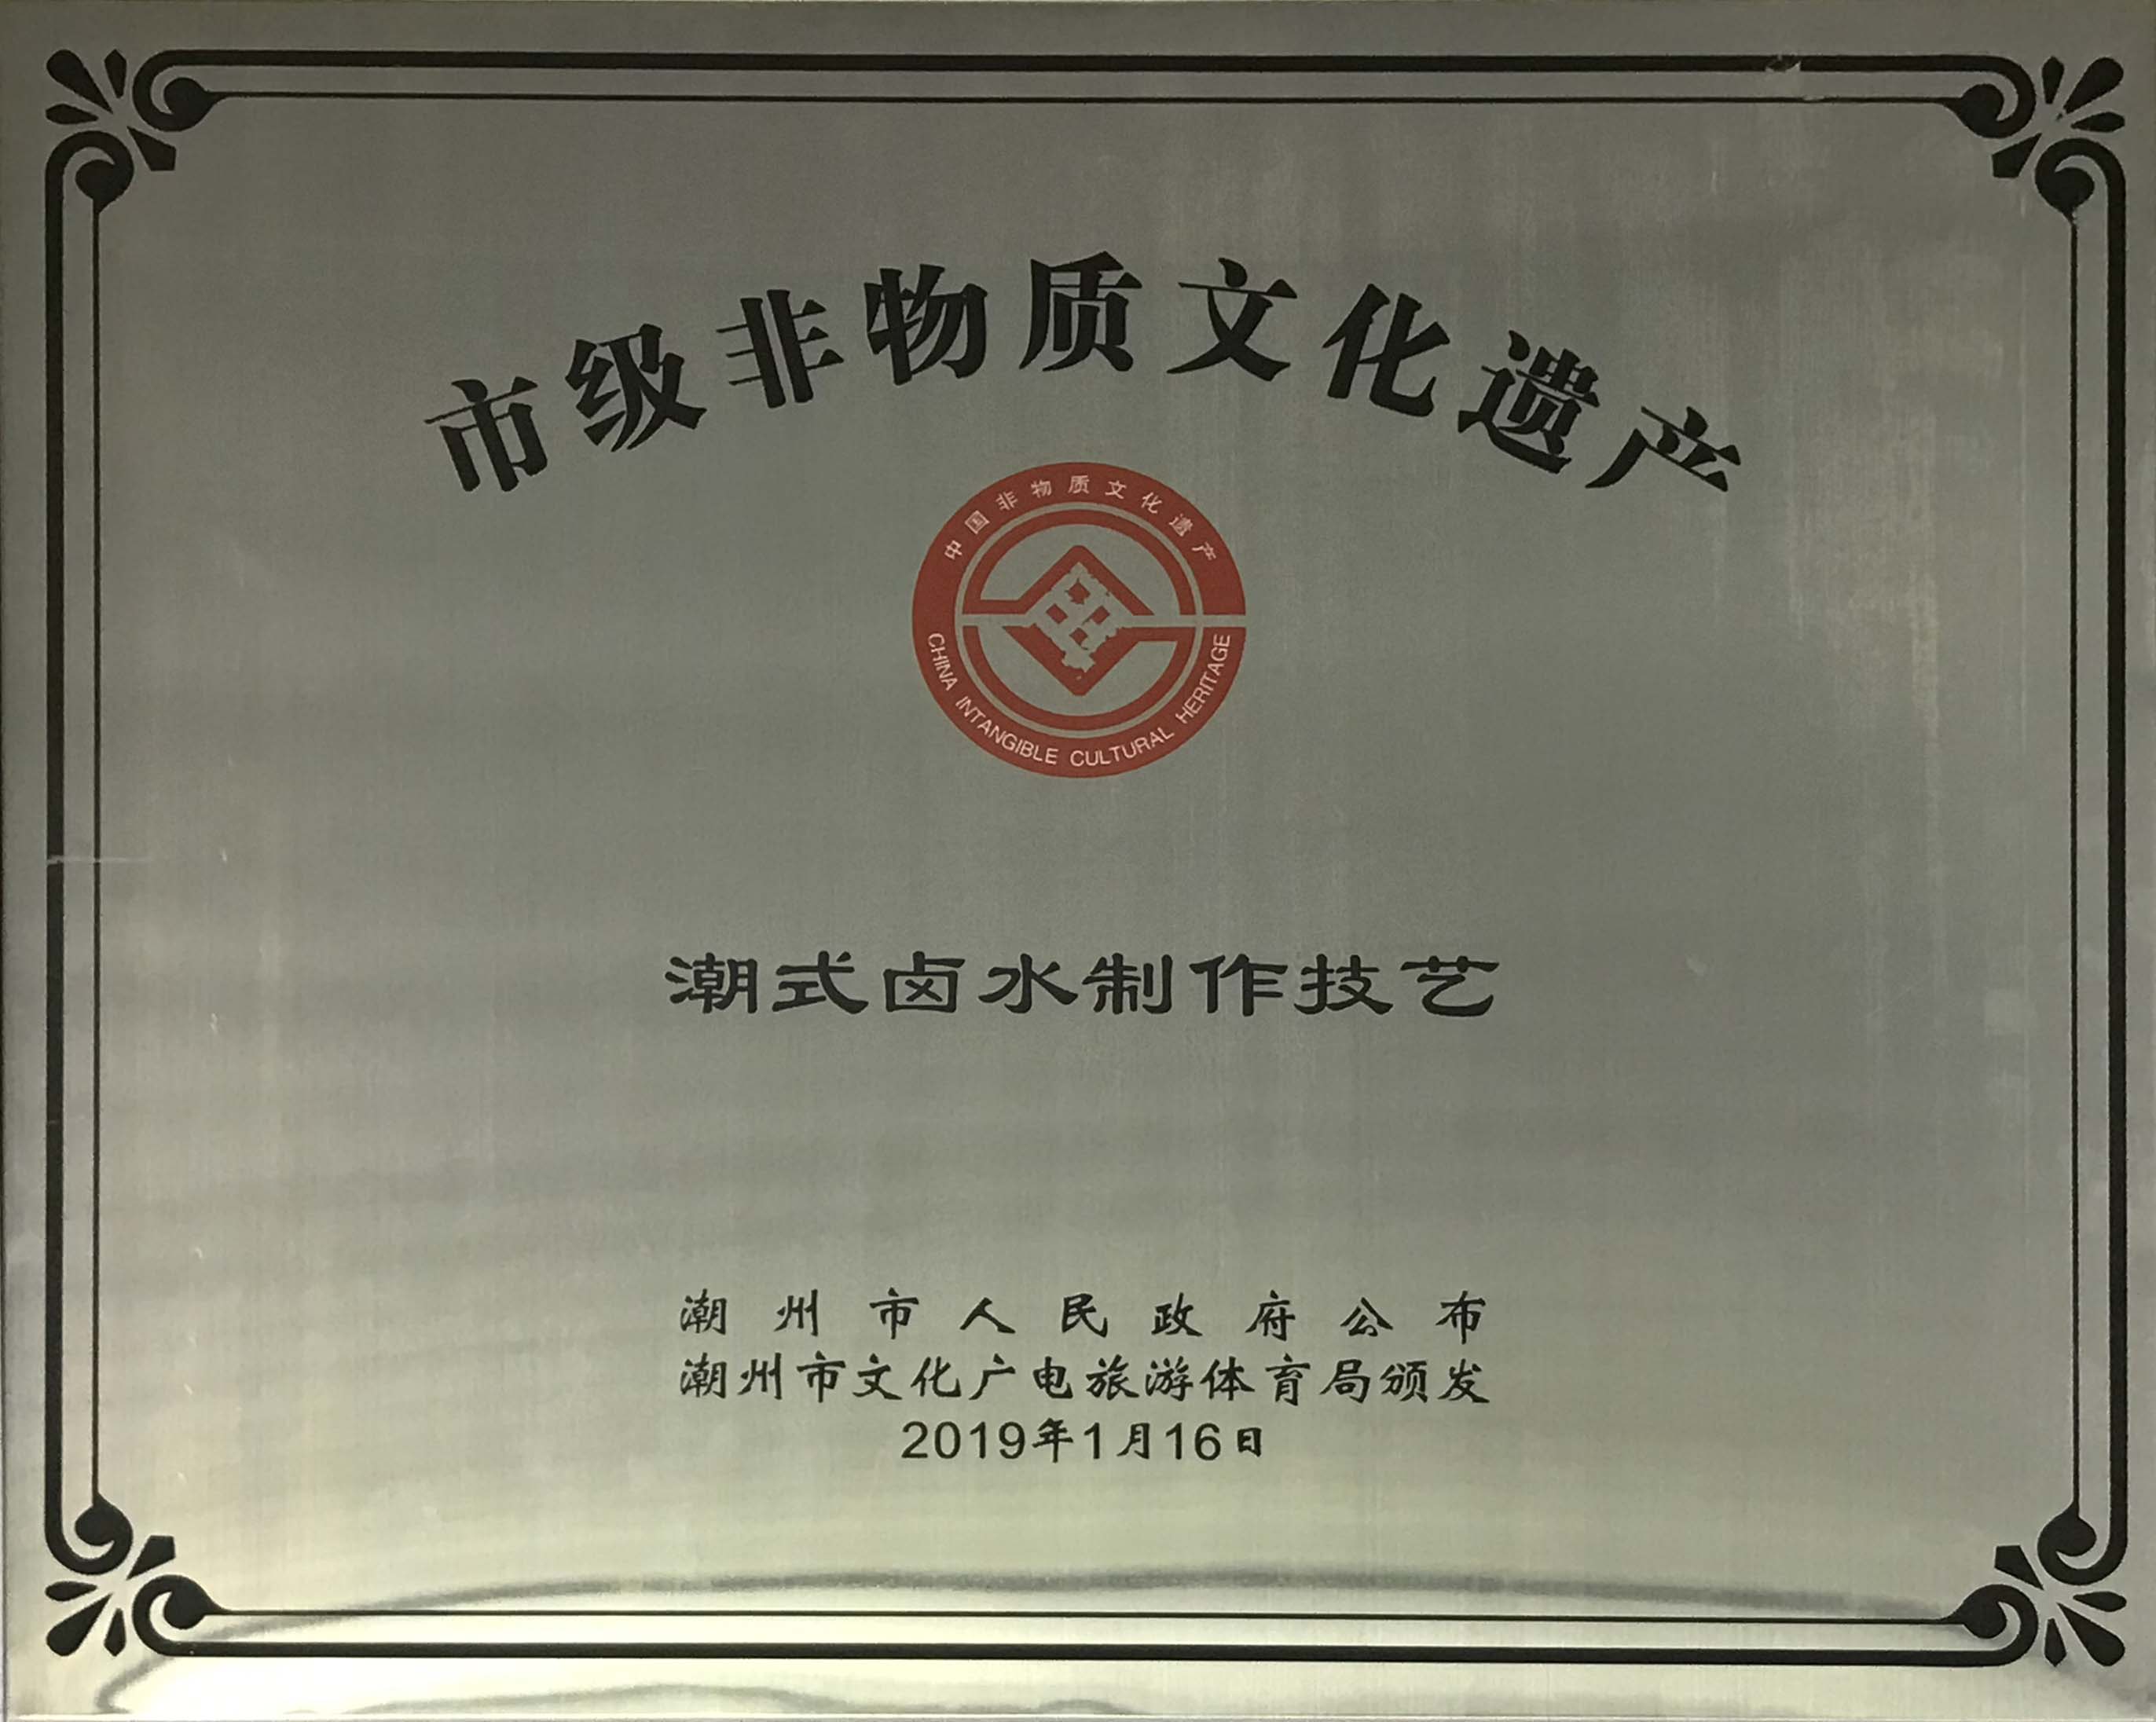 市级非物质文化遗产
中国非物质文化遗产
CHINA INTANGIBLE CULTURAL HERITAGE
潮式卤水制作技艺
潮州市人民政府公布
潮州市文化广电旅游体育局颁发
2019年1月16日